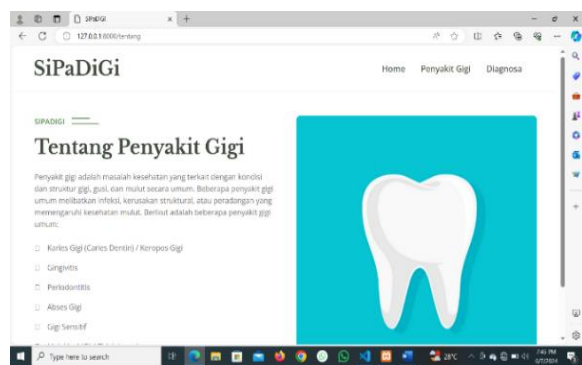 SIPADIGI
127.0.0.1:8000/tentang
SiPaDiGi
Home Penyakit Gigi Diagnosa
SIPADIGI
Tentang Penyakit Gigi
Penyakit gigi adalah masalah kesehatan yang terkait dengan kondisi
dan struktur gigi, gusi, dan mulut secara umum. Beberapa penyakit gigi
umum melibatkan infeksi, kerusakan struktural, atau peradangan yang
memengaruhi kesehatan mulut. Berikut adalah beberapa penyakit gigi
umum:
Karies Gigi (Caries Dentin) / Keropos Gigi
Gingivitis
Periodontitis
Abses Gigi
Gigi Sensitif
Type here to search
28°C
7:45 PM